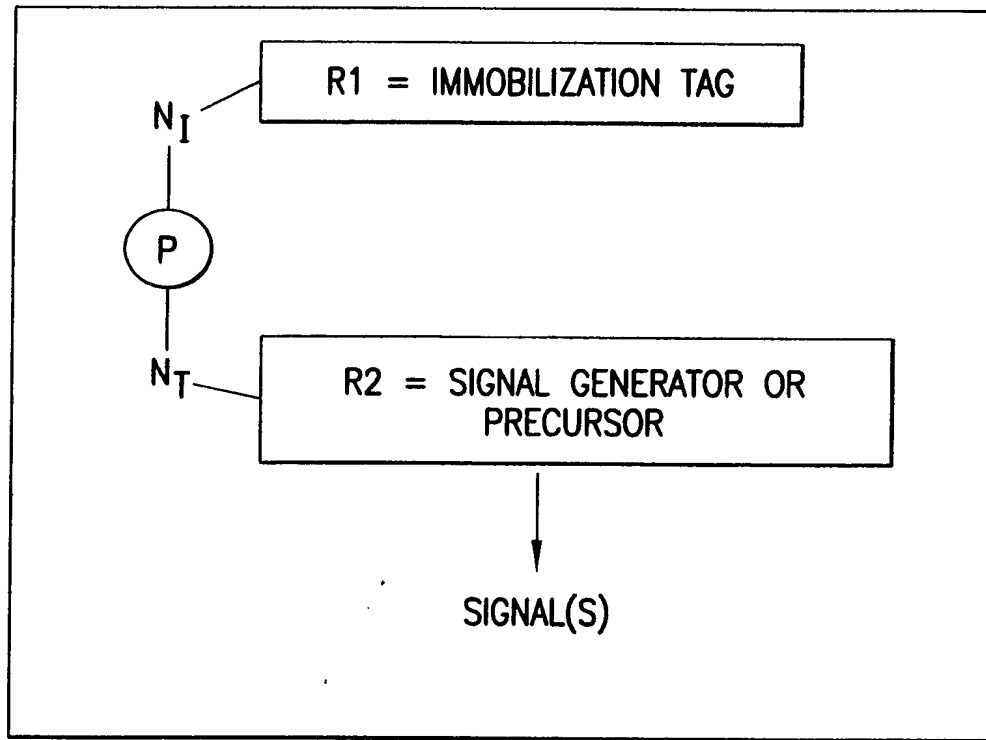 R1 = IMMOBILIZATION TAG
N_I
P
N_T
R2 = SIGNAL GENERATOR OR
PRECURSOR
SIGNAL(S)